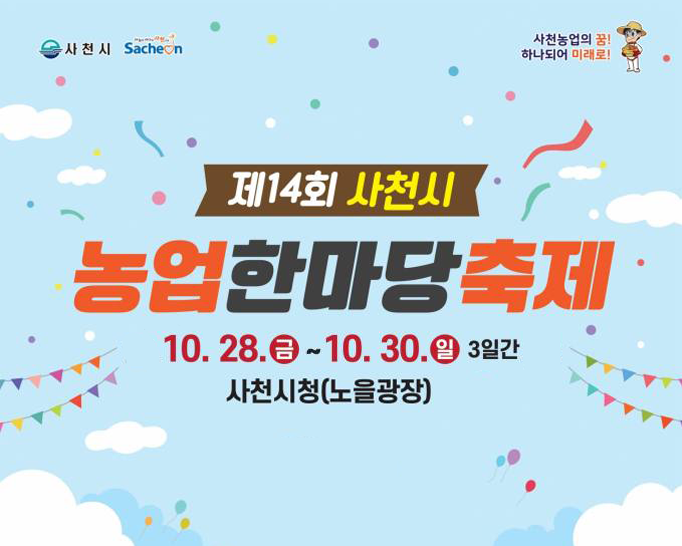 사천시 Sacheon
사천농업의 꿈!
하나되어 미래로!
제14회 사천시
농업한마당축제
10. 28.금 ~ 10. 30.일 3일간
사천시청(노을광장)